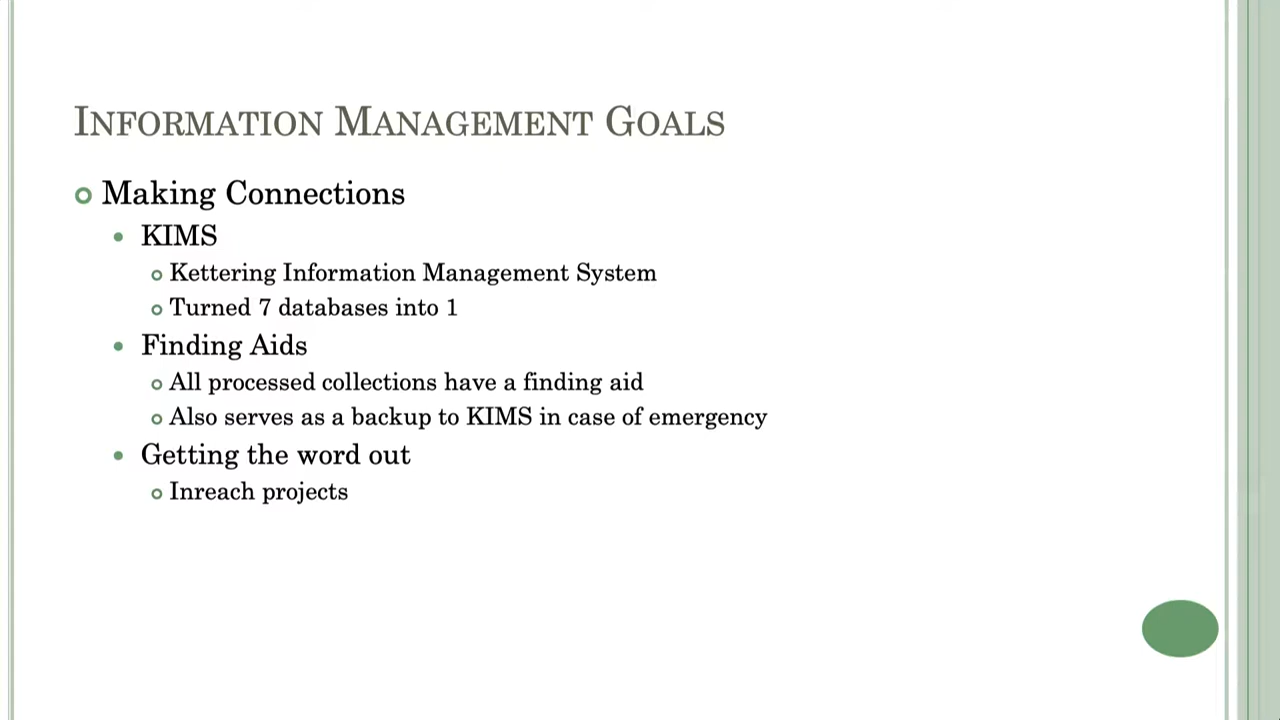 Information Management Goals
Making Connections
KIMS
Kettering Information Management System
Turned 7 databases into 1
Finding Aids
All processed collections have a finding aid
Also serves as a backup to KIMS in case of emergency
Getting the word out
Inreach projects